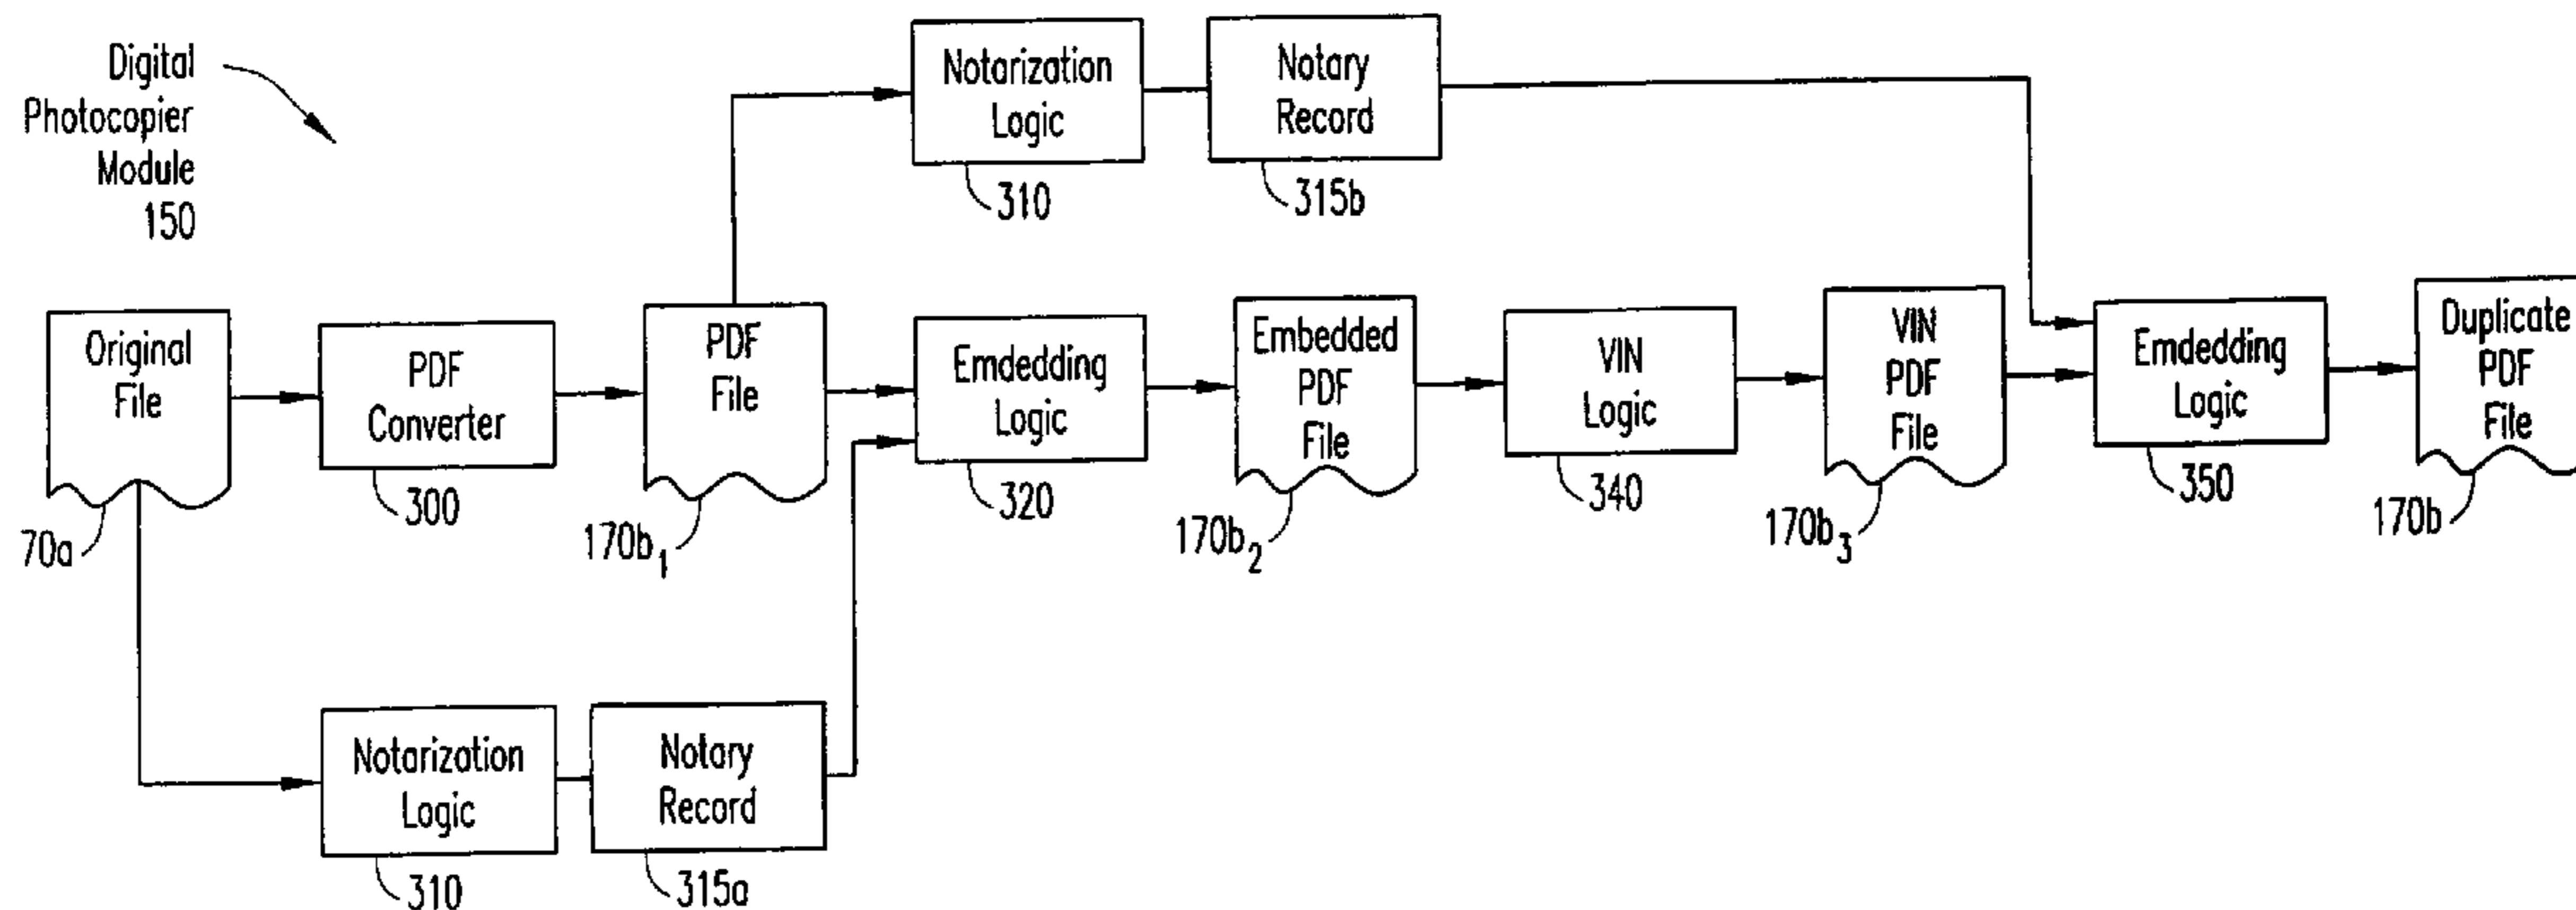 Digital
Photocopier
Module
150
Notarization
Logic
310
Notary
Record
315b
Original
File
70a
PDF
Converter
300
PDF
File
170b1
Emdedding
Logic
320
Embedded
PDF
File
170b2
VIN
Logic
340
VIN
PDF
File
170b3
Emdedding
Logic
350
Duplicate
PDF
File
170b
Notarization
Logic
310
Notary
Record
315a